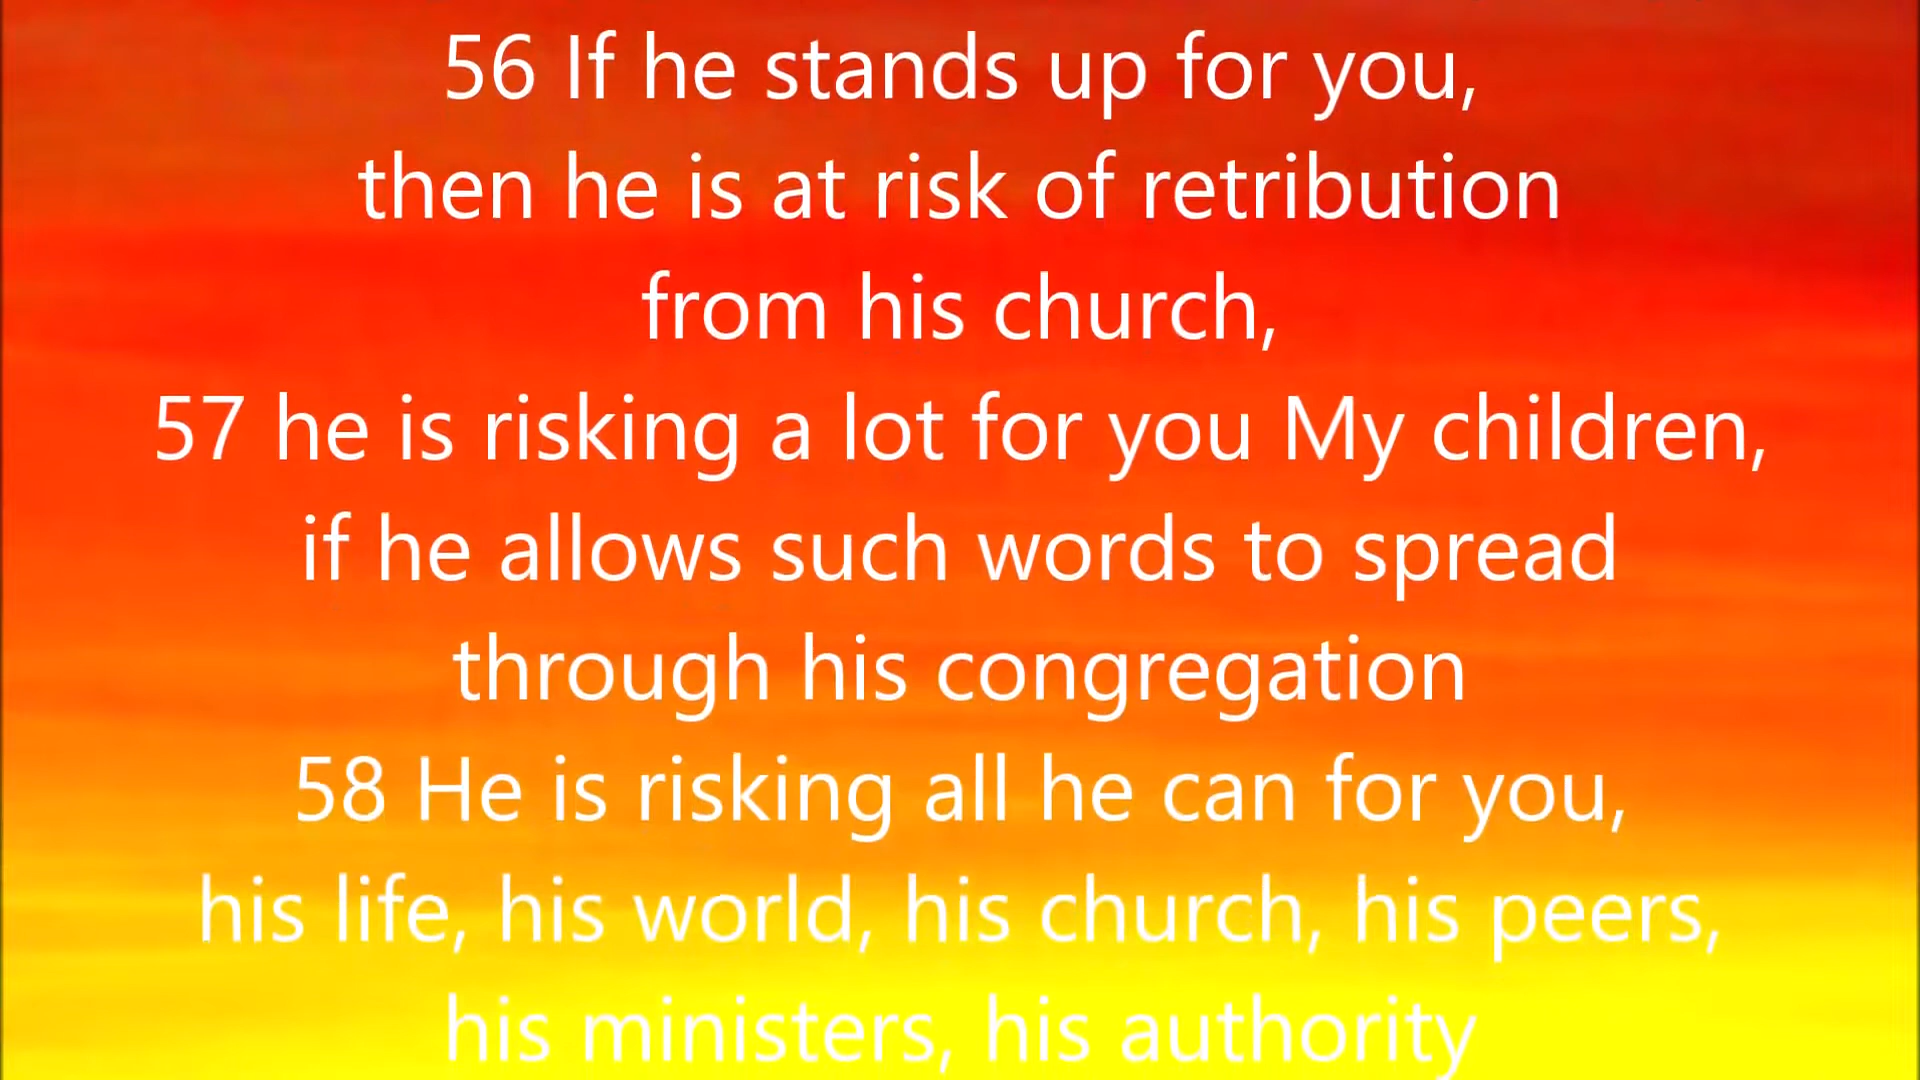 56 If he stands up for you,
then he is at risk of retribution
from his church,
57 he is risking a lot for you My children,
if he allows such words to spread
through his congregation
58 He is risking all he can for you,
his life, his world, his church, his peers,
his ministers, his authority